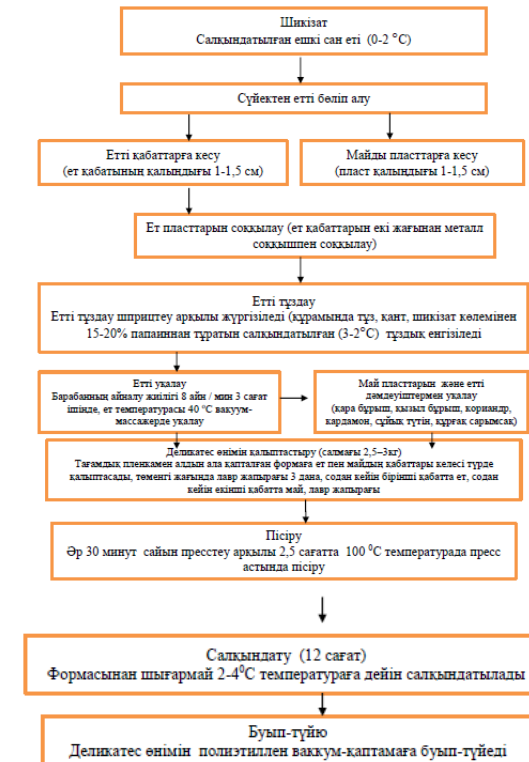 Шикізат
Салқындатылған ешкі сан еті (0-2 °С)
Сүйектен етті бөліп алу
Етті қабаттарға кесу
(ет қабатының қалыңдығы 1-1,5 см)
Майды пласттарға кесу
(пласт қалыңдығы 1-1,5 см)
Ет пласттарын соққылау (ет қабаттарын екі жағынан металл
соққышпен соққылау)
Етті тұздау
Етті тұздау шприцтеу арқылы жүргізіледі (құрамында тұз, қант, шикізат көлемінен
15-20% папаиннан тұратын салқындатылған (3-2°С) тұздық енгізіледі
Етті уқалау
Барабанның айналу жиілігі 8 айн / мин 3 сағат
ішінде, ет температурасы 40 °С вакуум-
массажерде уқалау
Май пласттарын және етті
дәмдеуіштермен уқалау
(қара бұрыш, қызыл бұрыш, кориандр,
кардамон, сұйық түтін, құрғақ сарымсақ)
Деликатес өнімін қалыптастыру (салмағы 2,5–3кг)
Тағамдық пленкамен алдын ала қапталған формаға ет пен майдың қабаттары келесі түрде
қалыптасады, төменгі жағында лавр жапырағы 3 дана, содан кейін бірінші қабатта ет, содан
кейін екінші қабатта май, лавр жапырағы
Пісіру
Әр 30 минут сайын пресстеу арқылы 2,5 сағатта 100 ⁰С температурада пресс
астында пісіру
Салқындату (12 сағат)
Формасынан шығармай 2-4⁰С температураға дейін салқындатылады
Буып-түйю
Деликатес өнімін полиэтиллен ваккум-қаптамаға буып-түйеді